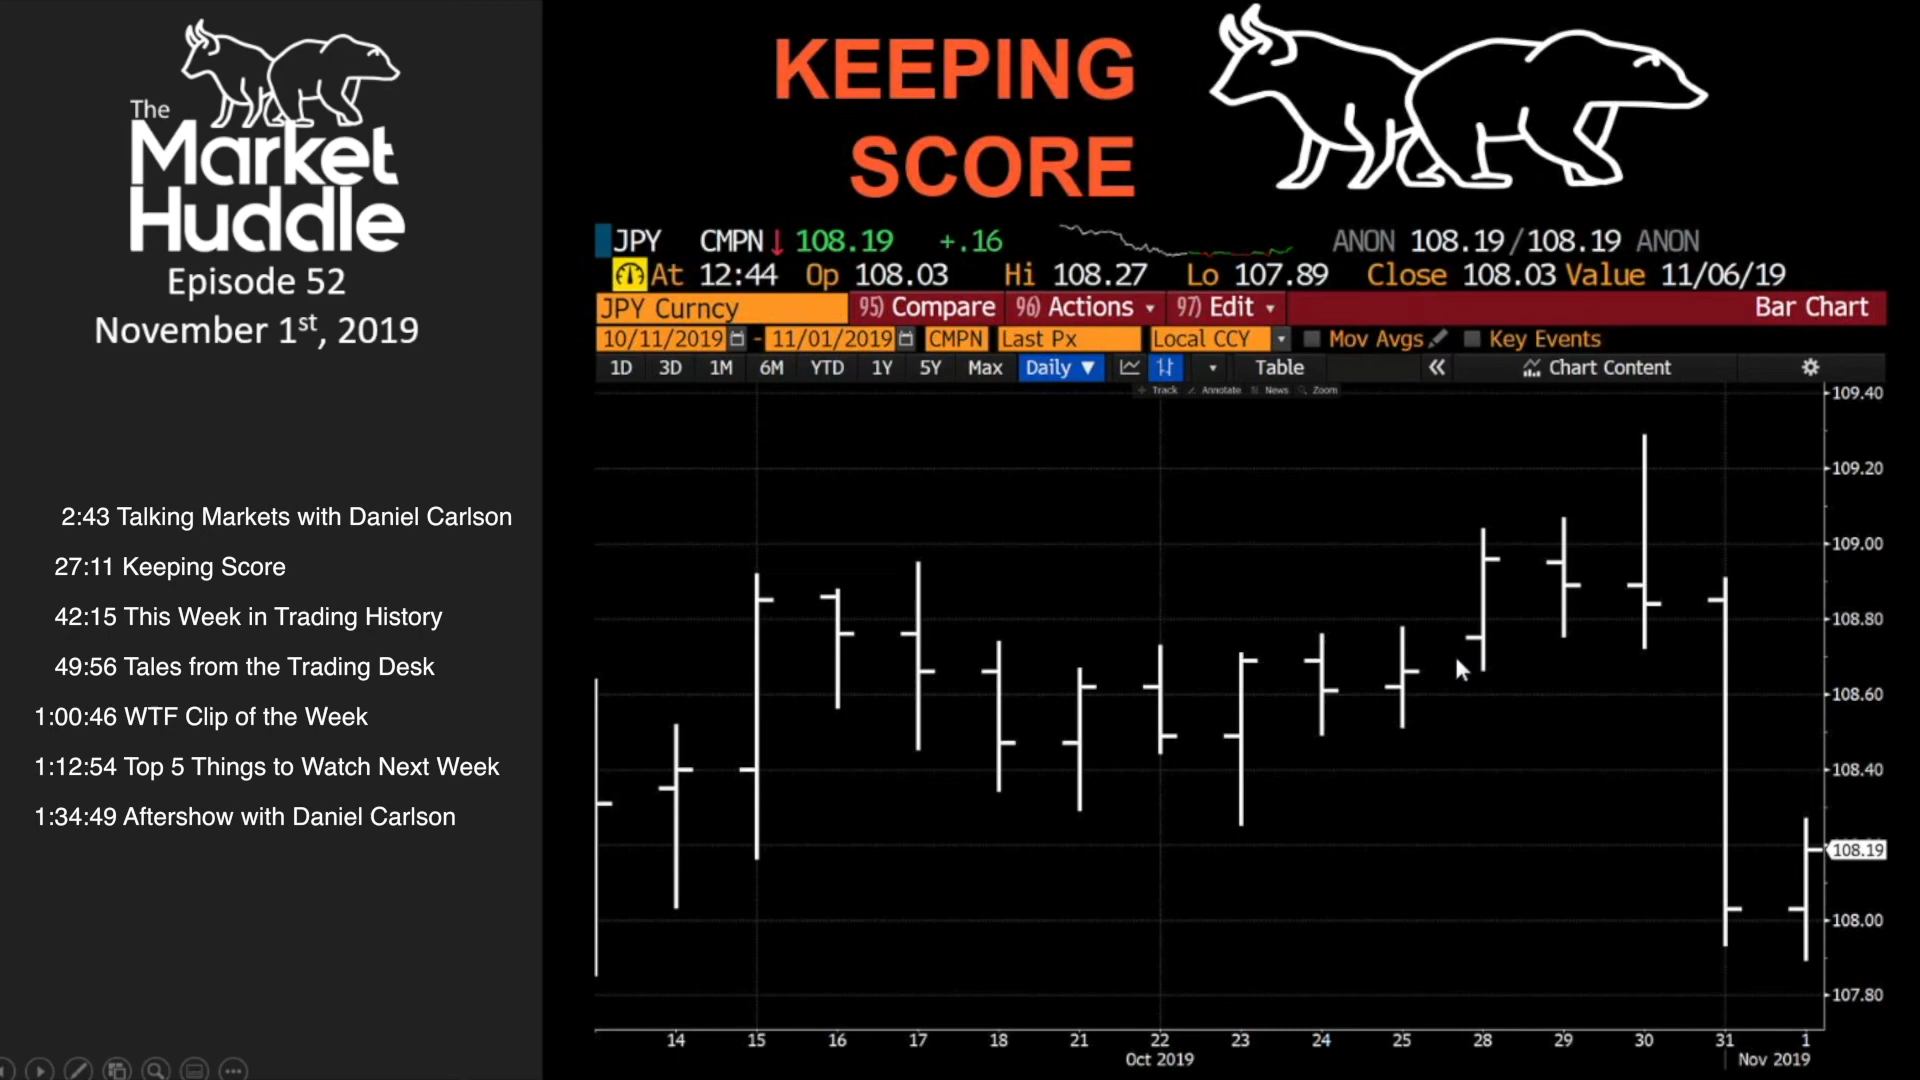 The
Market
Huddle
Episode 52
November 1st, 2019
2:43 Talking Markets with Daniel Carlson
27:11 Keeping Score
42:15 This Week in Trading History
49:56 Tales from the Trading Desk
1:00:46 WTF Clip of the Week
1:12:54 Top 5 Things to Watch Next Week
1:34:49 Aftershow with Daniel Carlson
KEEPING
SCORE
JPY CMPN↓ 108.19 +.16 ANON 108.19/108.19 ANON
At 12:44 Op 108.03 Hi 108.27 Lo 107.89 Close 108.03 Value 11/06/19
JPY Curncy 95) Compare 96) Actions 97) Edit Bar Chart
10/11/2019 - 11/01/2019 CMPN Last Px Local CCY Mov Avgs Key Events
1D 3D 1M 6M YTD 1Y 5Y Max Daily ▼ Table « Chart Content
Track Annotate News Zoom
109.40
109.20
109.00
108.80
108.60
108.40
108.19
108.00
107.80
14 15 16 17 18 21 22 23 24 25 28 29 30 31 1
Oct 2019 Nov 2019